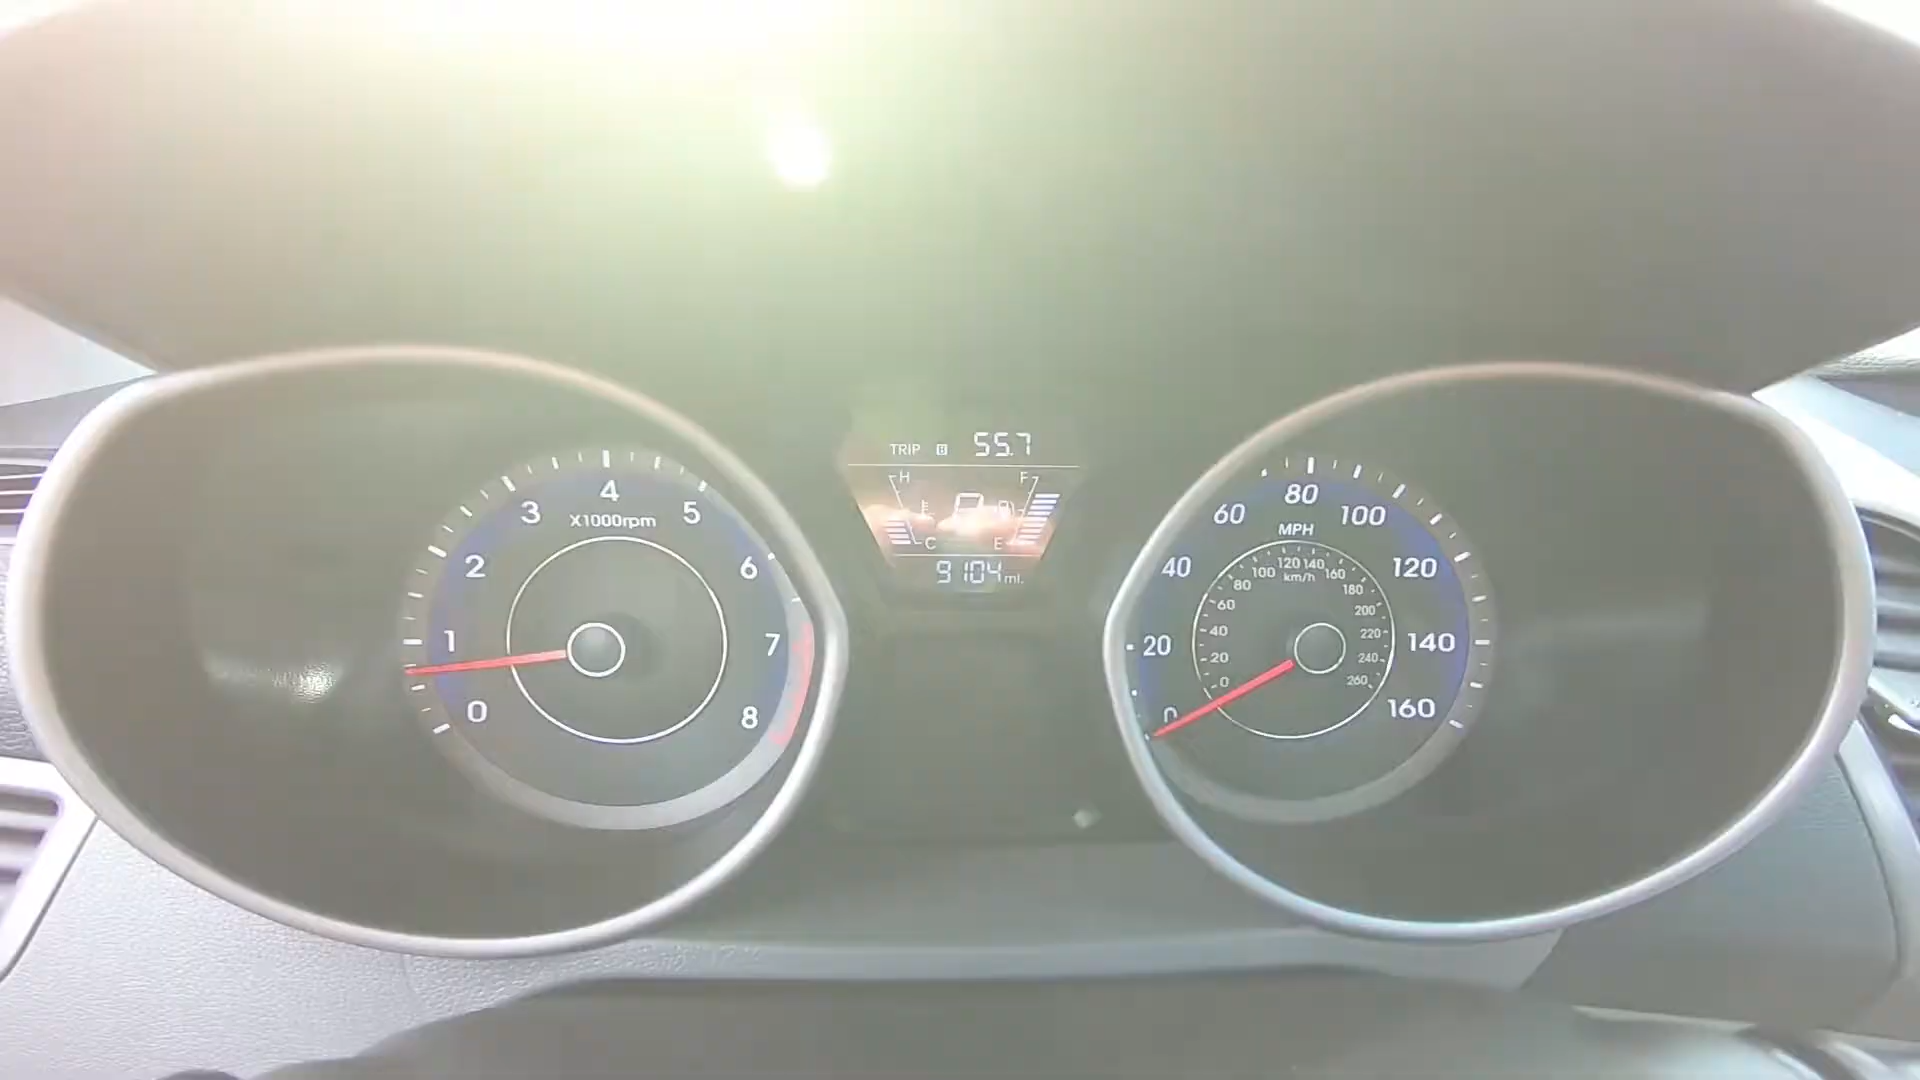 TRIP B 55.7
H F
P
C E
9104 mi.
0 1 2 3 4 5 6 7 8
X1000rpm
0 20 40 60 80 100 120 140 160
MPH
0 20 40 60 80 100 120 140 160 180 200 220 240 260
km/h